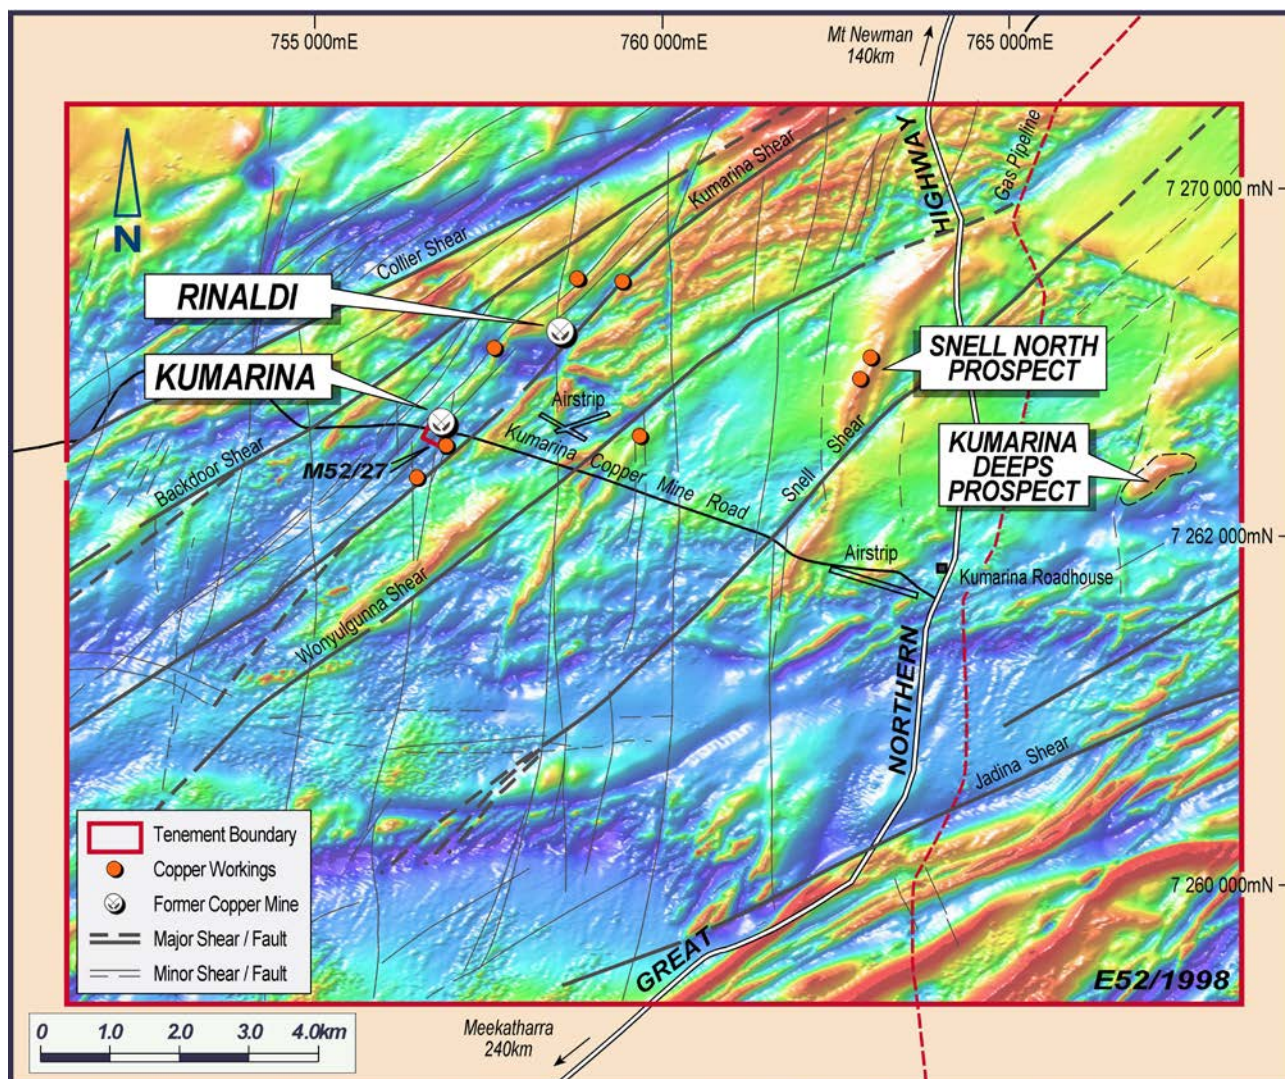 755 000mE
760 000mE
765 000mE
Mt Newman
140km
Gas Pipeline
HIGHWAY
7 270 000 mN
N
Kumarina Shear
Collier Shear
RINALDI
KUMARINA
SNELL NORTH
PROSPECT
Airstrip
Kumarina Copper Mine Road
Snell Shear
KUMARINA
DEEPS
PROSPECT
M52/27
Backdoor Shear
7 262 000mN
Airstrip
Kumarina Roadhouse
Wonyulgunna Shear
NORTHERN
Jadina Shear
Tenement Boundary
Copper Workings
Former Copper Mine
Major Shear / Fault
Minor Shear / Fault
7 260 000mN
GREAT
E52/1998
0 1.0 2.0 3.0 4.0km
Meekatharra
240km